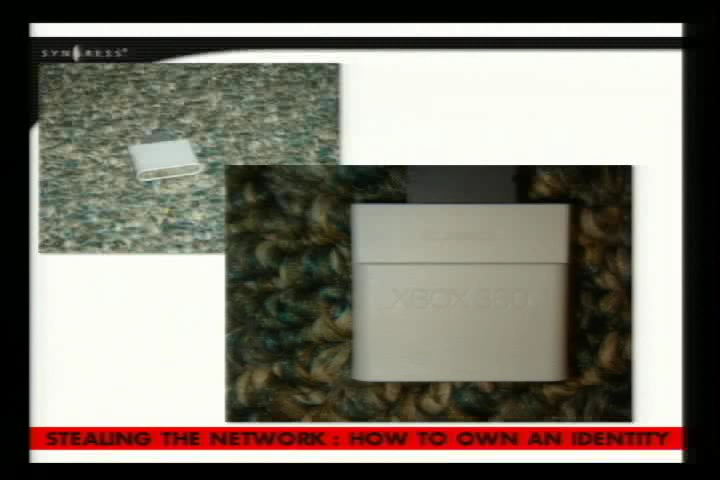 SYNGRESS®
XBOX 360
STEALING THE NETWORK : HOW TO OWN AN IDENTITY